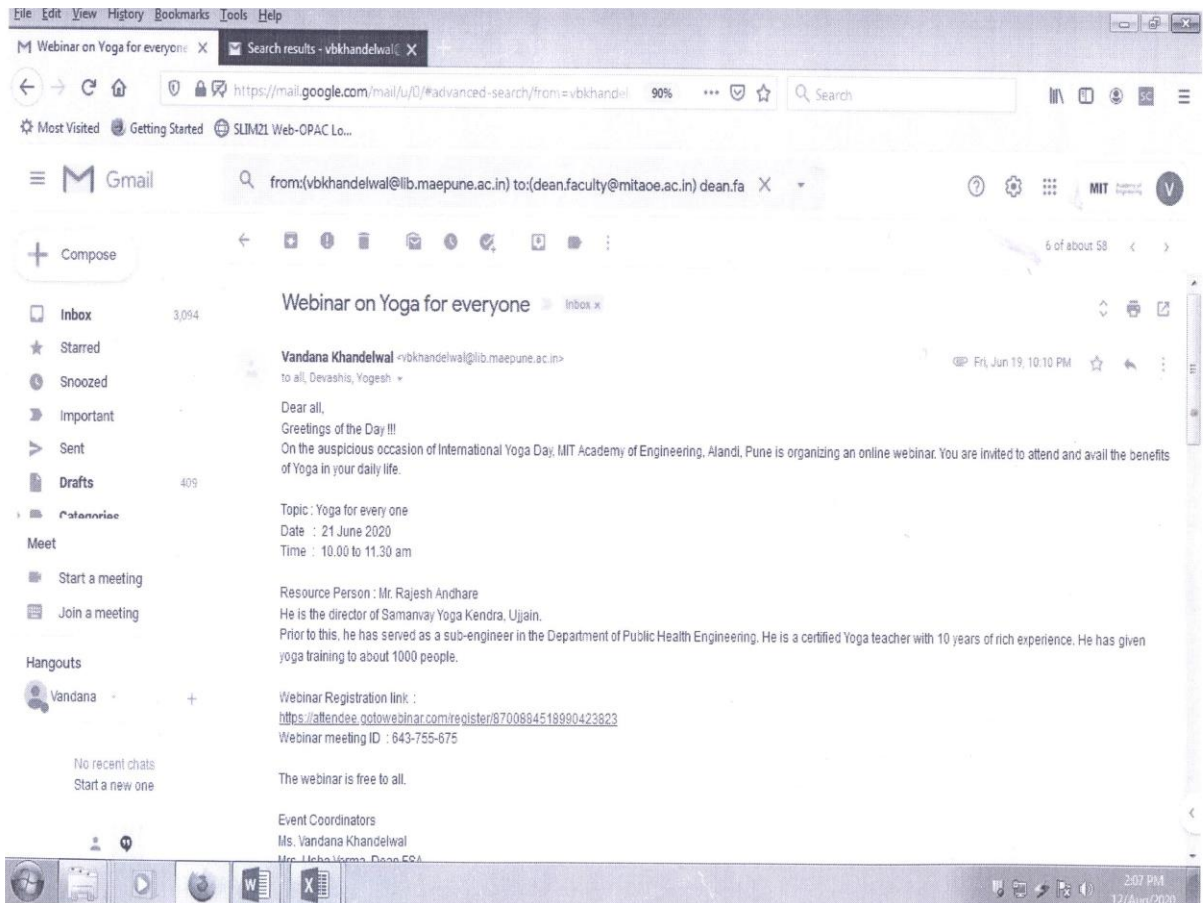 File Edit View History Bookmarks Tools Help
Webinar on Yoga for everyone
Search results - vbkhandelwal@
https://mail.google.com/mail/u/0/#advanced-search/from=vbkhandel
90%
Search
Most Visited Getting Started SLIM21 Web-OPAC Lo...
Gmail
from:(vbkhandelwal@lib.maepune.ac.in) to:(dean.faculty@mitaoe.ac.in) dean.fa
MIT
V
Compose
6 of about 58
Inbox 3,094
Starred
Snoozed
Important
Sent
Drafts 409
Categories
Meet
Start a meeting
Join a meeting
Hangouts
Vandana
No recent chats
Start a new one
Webinar on Yoga for everyone Inbox x
Vandana Khandelwal <vbkhandelwal@lib.maepune.ac.in>
Fri, Jun 19, 10:10 PM
to all, Devashis, Yogesh
Dear all,
Greetings of the Day !!!
On the auspicious occasion of International Yoga Day, MIT Academy of Engineering, Alandi, Pune is organizing an online webinar. You are invited to attend and avail the benefits
of Yoga in your daily life.
Topic : Yoga for every one
Date : 21 June 2020
Time : 10.00 to 11.30 am
Resource Person : Mr. Rajesh Andhare
He is the director of Samanvay Yoga Kendra, Ujjain.
Prior to this, he has served as a sub-engineer in the Department of Public Health Engineering. He is a certified Yoga teacher with 10 years of rich experience. He has given
yoga training to about 1000 people.
Webinar Registration link :
https://attendee.gotowebinar.com/register/8700884518990423823
Webinar meeting ID : 643-755-675
The webinar is free to all.
Event Coordinators
Ms. Vandana Khandelwal
Mrs. Usha Verma, Dean FSA
2:07 PM
12/Aug/2020